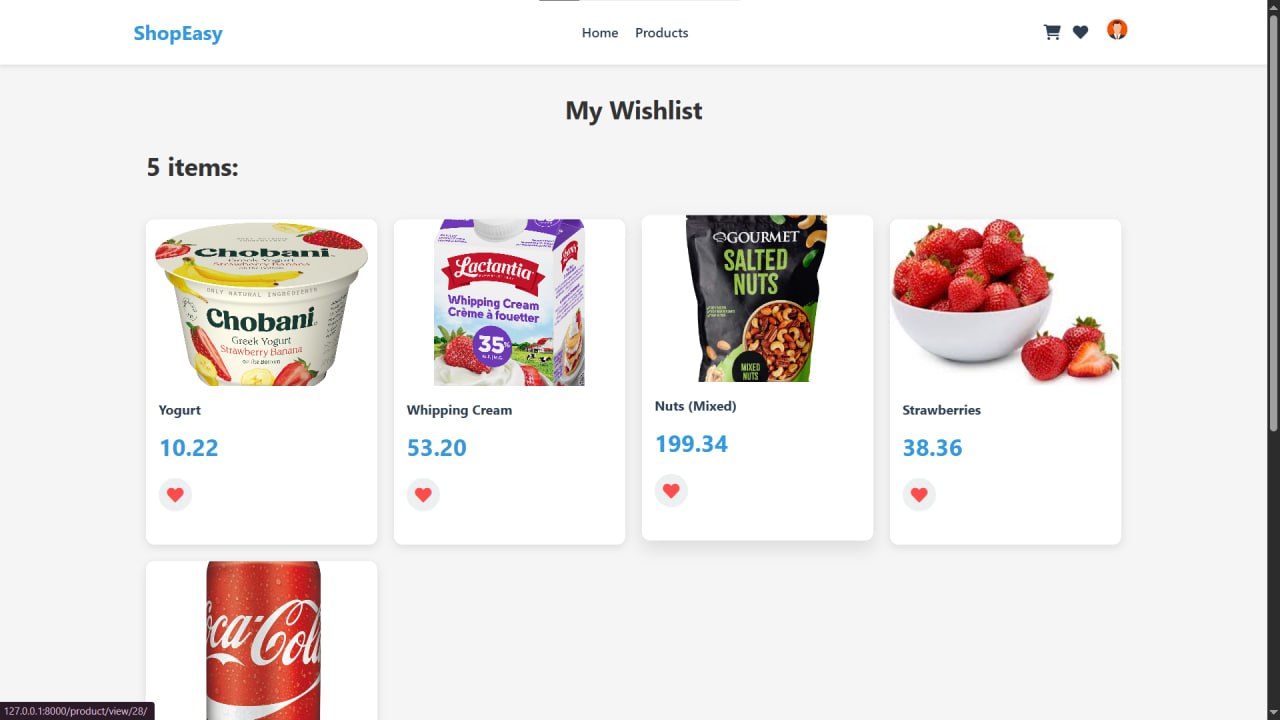 ShopEasy
Home
Products
My Wishlist
5 items:
Chobani
Greek Yogurt
Strawberry Banana
ONLY NATURAL INGREDIENTS
Chobani
Greek Yogurt
Strawberry Banana
Lactantia
Whipping Cream
Crème à fouetter
35%
GOURMET
SALTED
NUTS
MIXED
NUTS
Yogurt
10.22
Whipping Cream
53.20
Nuts (Mixed)
199.34
Strawberries
38.36
Coca-Cola
127.0.0.1:8000/product/view/28/